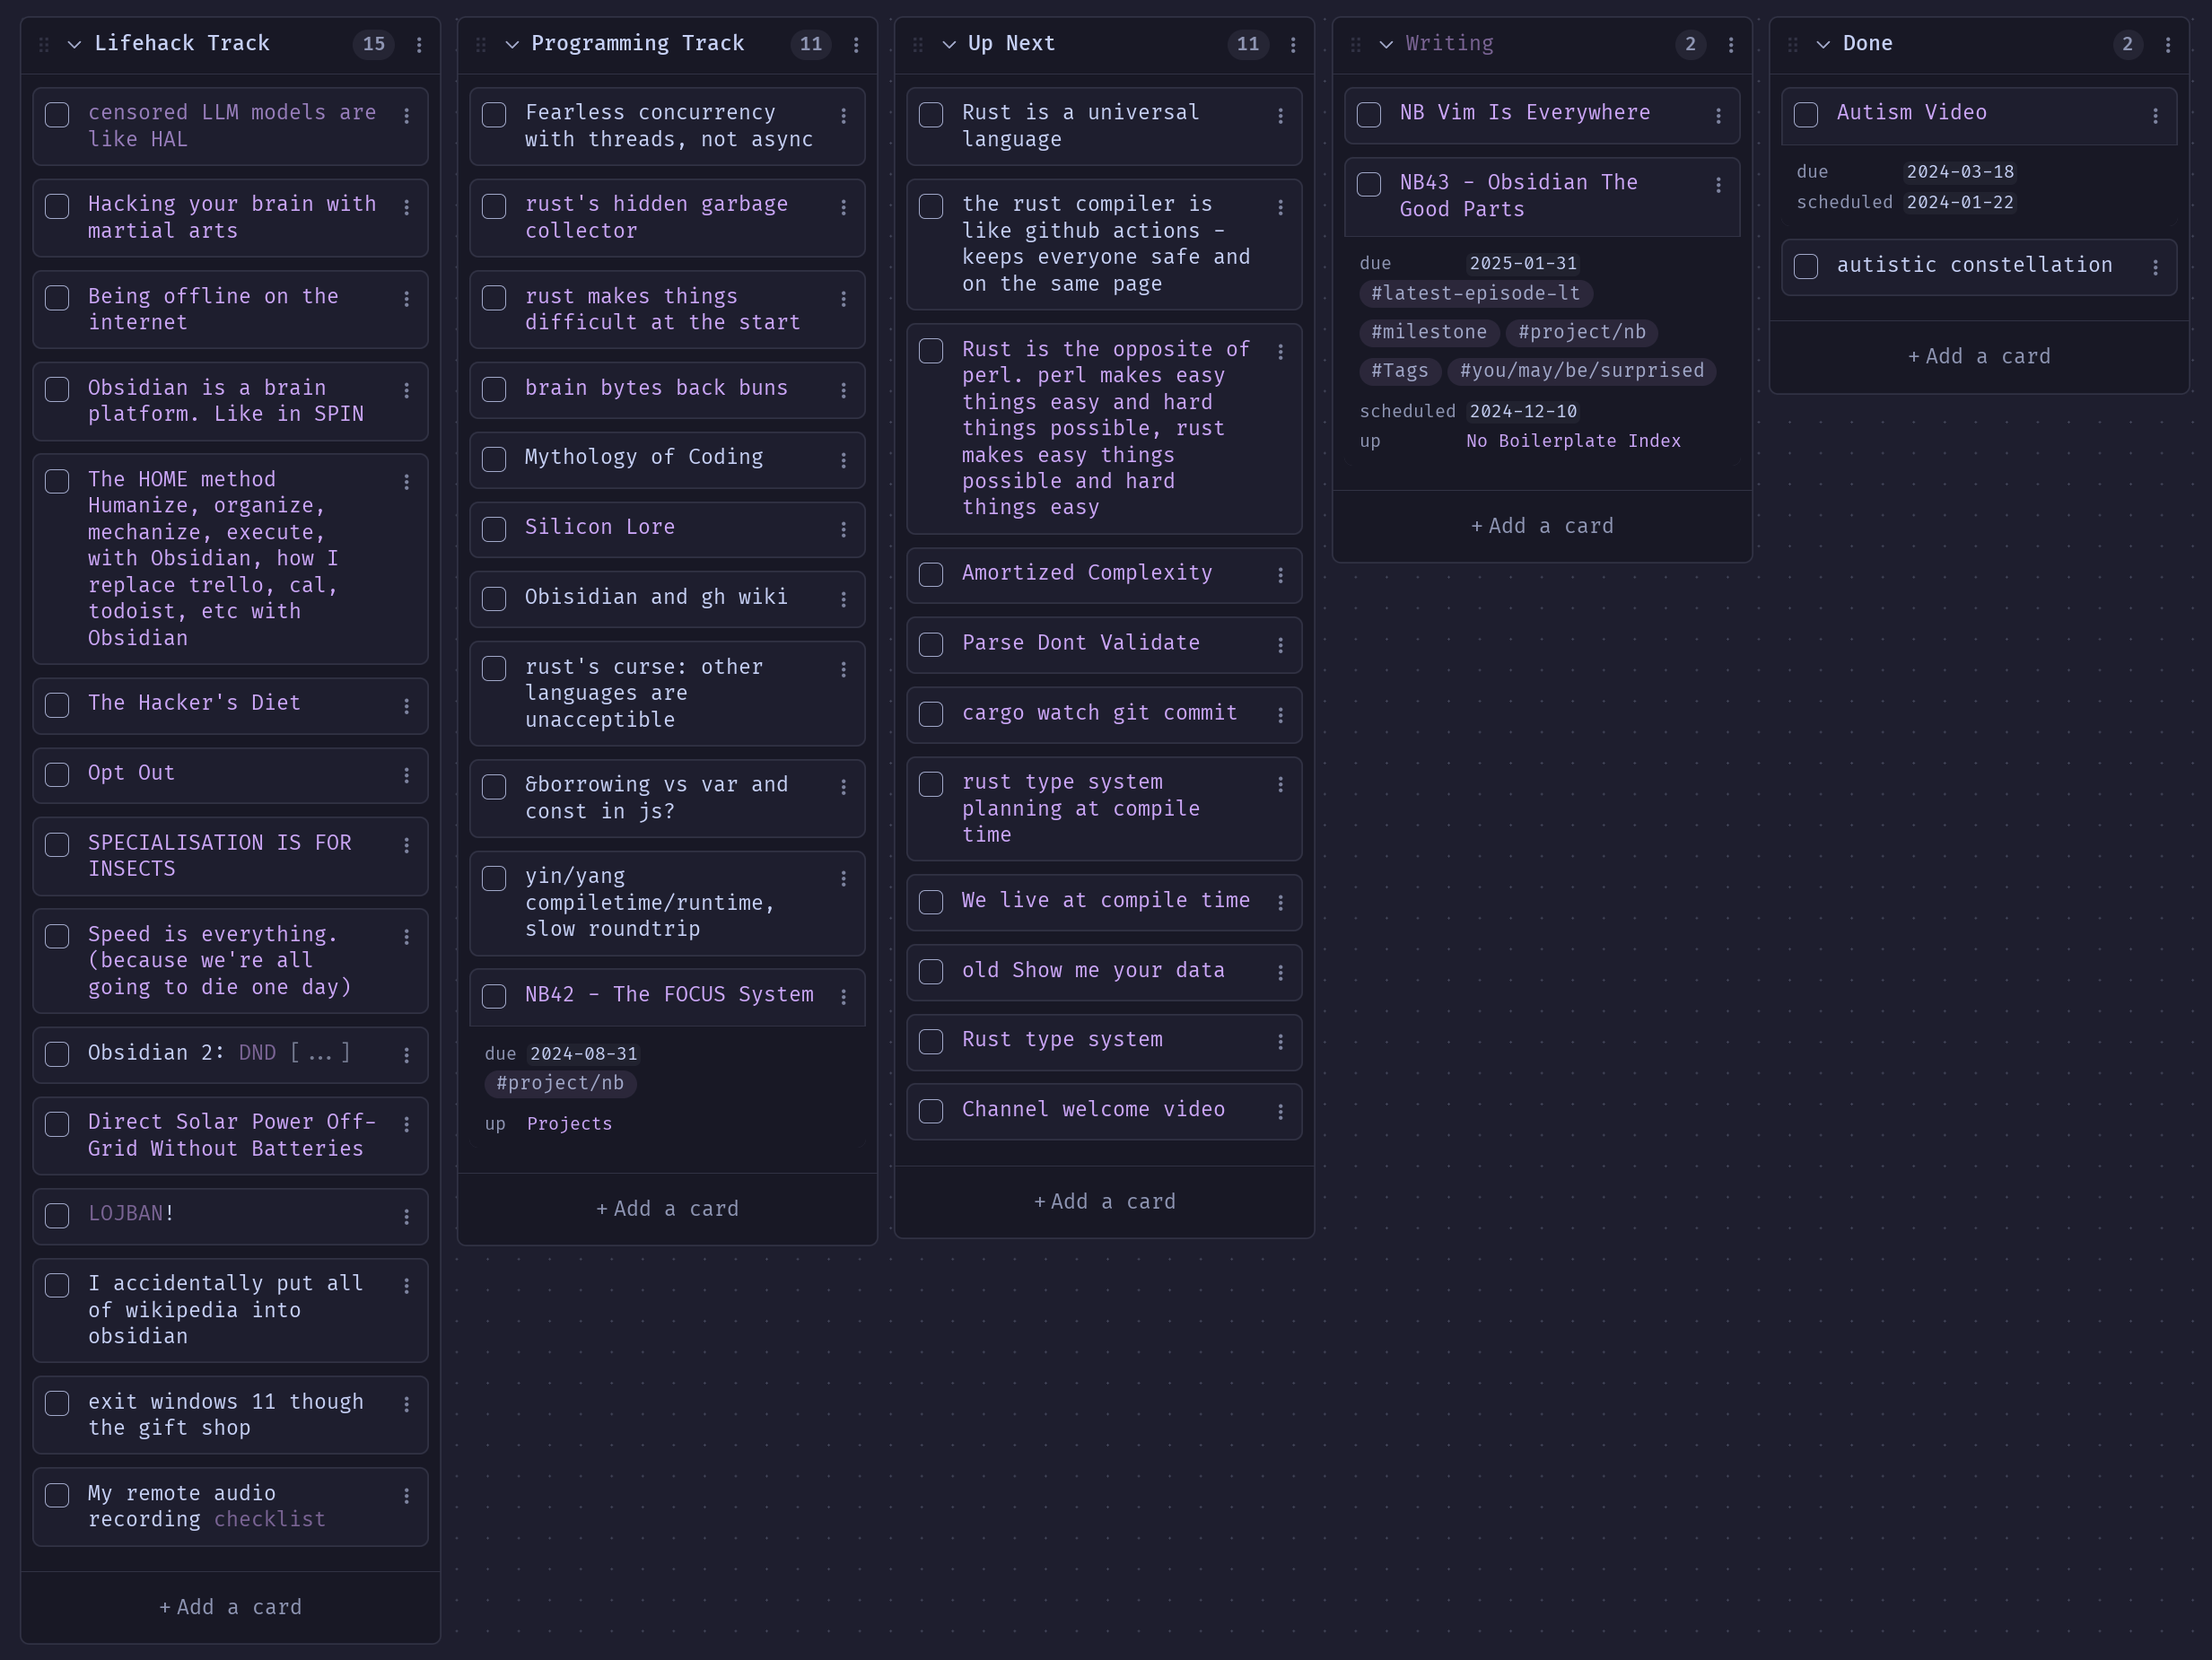 Lifehack Track 15
censored LLM models are
like HAL
Hacking your brain with
martial arts
Being offline on the
internet
Obsidian is a brain
platform. Like in SPIN
The HOME method
Humanize, organize,
mechanize, execute,
with Obsidian, how I
replace trello, cal,
todoist, etc with
Obsidian
The Hacker's Diet
Opt Out
SPECIALISATION IS FOR
INSECTS
Speed is everything.
(because we're all
going to die one day)
Obsidian 2: DND [...]
Direct Solar Power Off-
Grid Without Batteries
LOJBAN!
I accidentally put all
of wikipedia into
obsidian
exit windows 11 though
the gift shop
My remote audio
recording checklist
+ Add a card
Programming Track 11
Fearless concurrency
with threads, not async
rust's hidden garbage
collector
rust makes things
difficult at the start
brain bytes back buns
Mythology of Coding
Silicon Lore
Obisidian and gh wiki
rust's curse: other
languages are
unacceptible
&borrowing vs var and
const in js?
yin/yang
compiletime/runtime,
slow roundtrip
NB42 - The FOCUS System
due 2024-08-31
#project/nb
up Projects
+ Add a card
Up Next 11
Rust is a universal
language
the rust compiler is
like github actions -
keeps everyone safe and
on the same page
Rust is the opposite of
perl. perl makes easy
things easy and hard
things possible, rust
makes easy things
possible and hard
things easy
Amortized Complexity
Parse Dont Validate
cargo watch git commit
rust type system
planning at compile
time
We live at compile time
old Show me your data
Rust type system
Channel welcome video
+ Add a card
Writing 2
NB Vim Is Everywhere
NB43 - Obsidian The
Good Parts
due 2025-01-31
#latest-episode-lt
#milestone #project/nb
#Tags #you/may/be/surprised
scheduled 2024-12-10
up No Boilerplate Index
+ Add a card
Done 2
Autism Video
due 2024-03-18
scheduled 2024-01-22
autistic constellation
+ Add a card